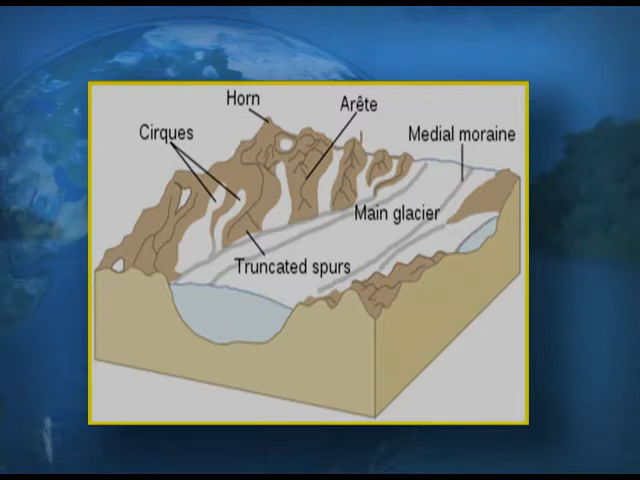 Horn
Arête
Cirques
Medial moraine
Main glacier
Truncated spurs